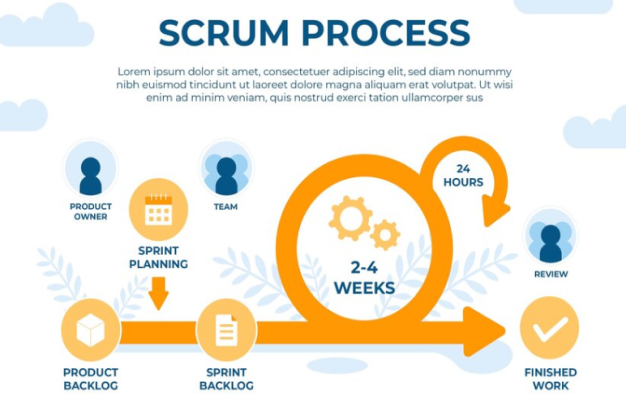 SCRUM PROCESS
Lorem ipsum dolor sit amet, consectetuer adipiscing elit, sed diam nonummy
nibh euismod tincidunt ut laoreet dolore magna aliquam erat volutpat. Ut wisi
enim ad minim veniam, quis nostrud exerci tation ullamcorper sus
24
HOURS
PRODUCT
OWNER
TEAM
SPRINT
PLANNING
2-4
WEEKS
REVIEW
PRODUCT
BACKLOG
SPRINT
BACKLOG
FINISHED
WORK